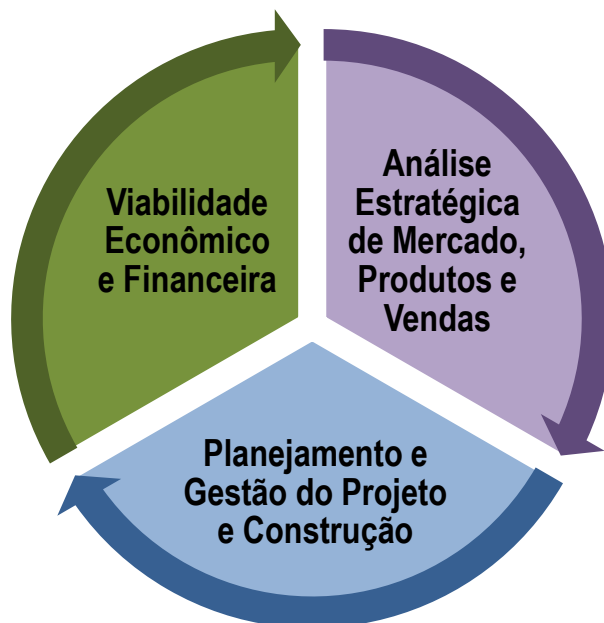 Viabilidade
Econômico
e Financeira
Análise
Estratégica
de Mercado,
Produtos e
Vendas
Planejamento e
Gestão do Projeto
e Construção